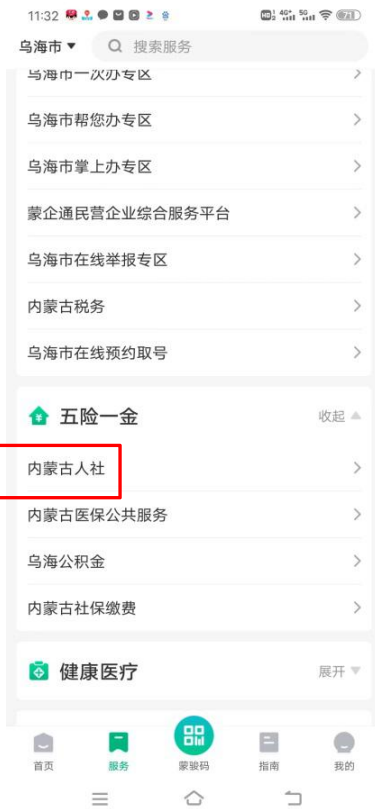 11:32
乌海市▼ 搜索服务
乌海市一次办专区
乌海市帮您办专区
乌海市掌上办专区
蒙企通民营企业综合服务平台
乌海市在线举报专区
内蒙古税务
乌海市在线预约取号
五险一金 收起
内蒙古人社
内蒙古医保公共服务
乌海公积金
内蒙古社保缴费
健康医疗 展开
首页 服务 蒙骏码 指南 我的